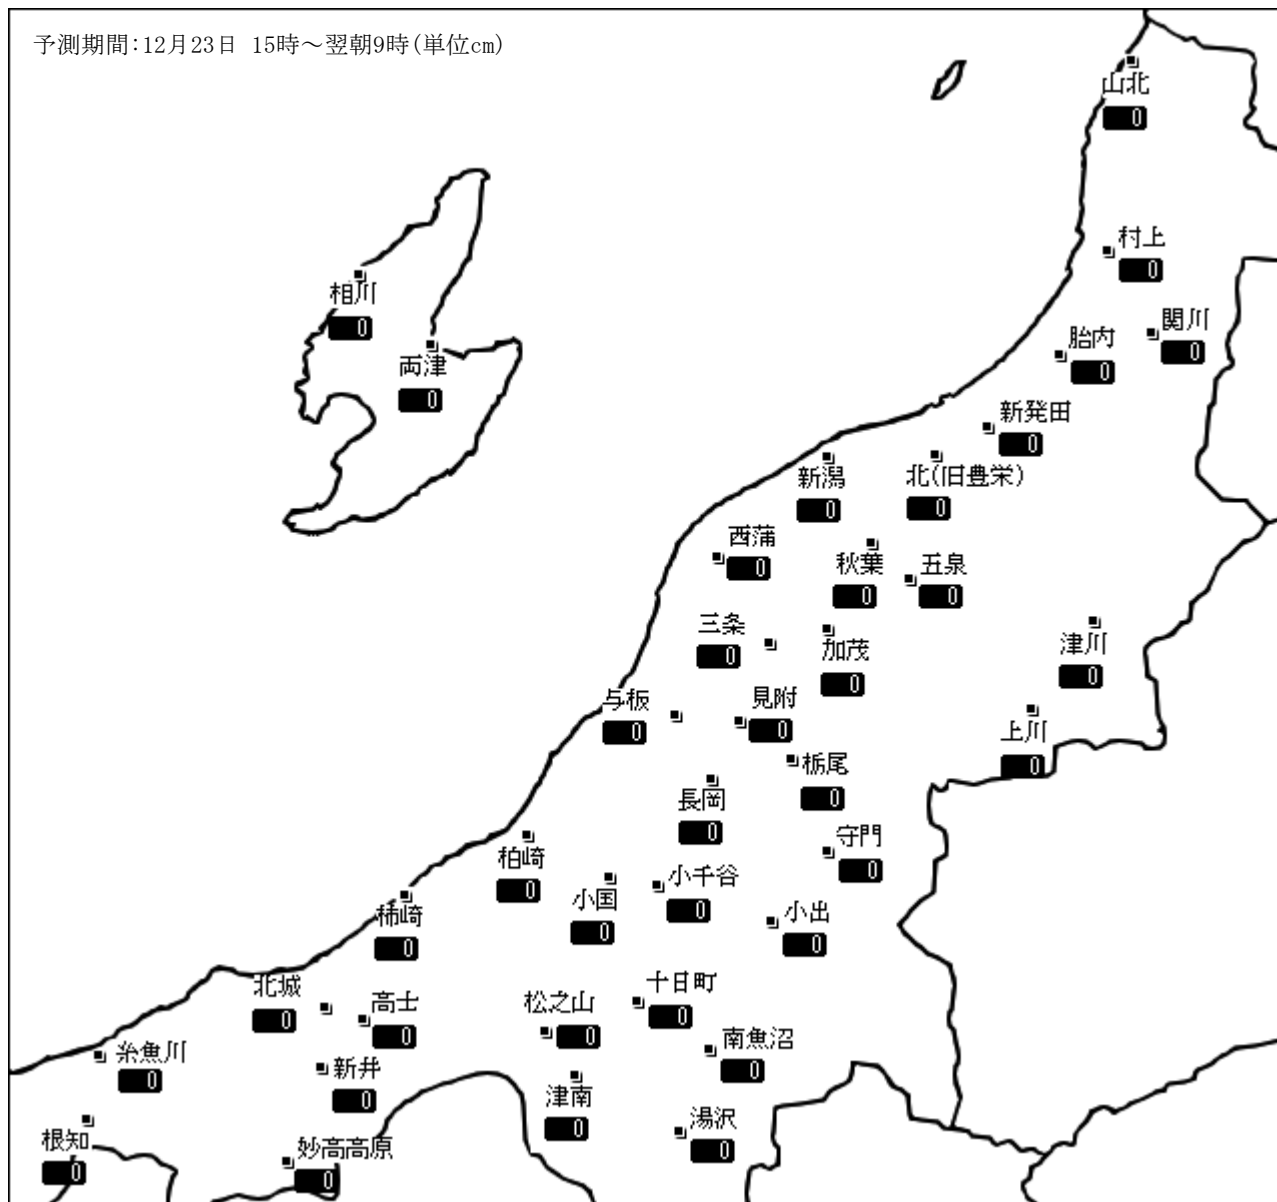 予測期間:12月23日 15時～翌朝9時(単位cm)
山北
0
村上
0
相川
0
関川
0
胎内
0
両津
0
新発田
0
新潟
0
北(旧豊栄)
0
西蒲
0
秋葉
0
五泉
0
三条
0
加茂
0
津川
0
与板
0
見附
0
上川
0
栃尾
0
長岡
0
守門
0
柏崎
0
小千谷
0
小国
0
小出
0
柿崎
0
北城
0
高士
0
松之山
0
十日町
0
南魚沼
0
糸魚川
0
新井
0
津南
0
湯沢
0
根知
0
妙高高原
0